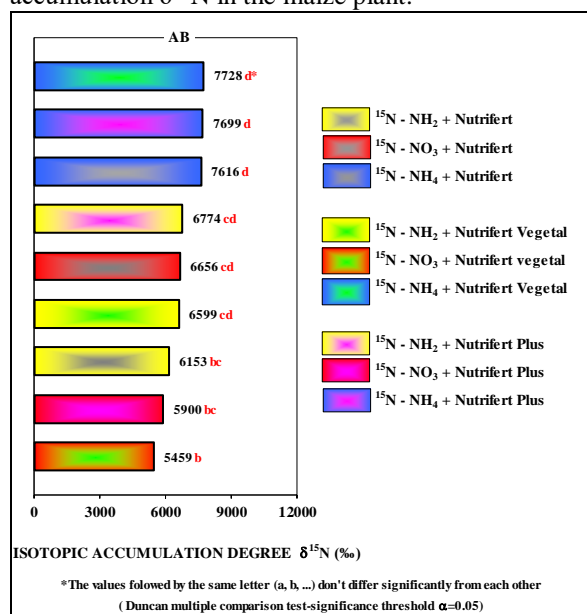 accumulation δ¹⁵N in the maize plant.
AB
7728 d*
7699 d
7616 d
6774 cd
6656 cd
6599 cd
6153 bc
5900 bc
5459 b
0 3000 6000 9000 12000
¹⁵N - NH₂ + Nutrifert
¹⁵N - NO₃ + Nutrifert
¹⁵N - NH₄ + Nutrifert
¹⁵N - NH₂ + Nutrifert Vegetal
¹⁵N - NO₃ + Nutrifert vegetal
¹⁵N - NH₄ + Nutrifert Vegetal
¹⁵N - NH₂ + Nutrifert Plus
¹⁵N - NO₃ + Nutrifert Plus
¹⁵N - NH₄ + Nutrifert Plus
ISOTOPIC ACCUMULATION DEGREE δ¹⁵N (‰)
*The values folowed by the same letter (a, b, ...) don't differ significantly from each other
( Duncan multiple comparison test-significance threshold α=0.05)